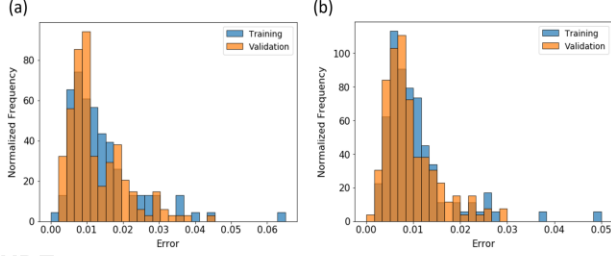 (a)
Training
Validation
Normalized Frequency
80
60
40
20
0
0.00 0.01 0.02 0.03 0.04 0.05 0.06
Error
(b)
Training
Validation
Normalized Frequency
100
80
60
40
20
0
0.00 0.01 0.02 0.03 0.04 0.05
Error